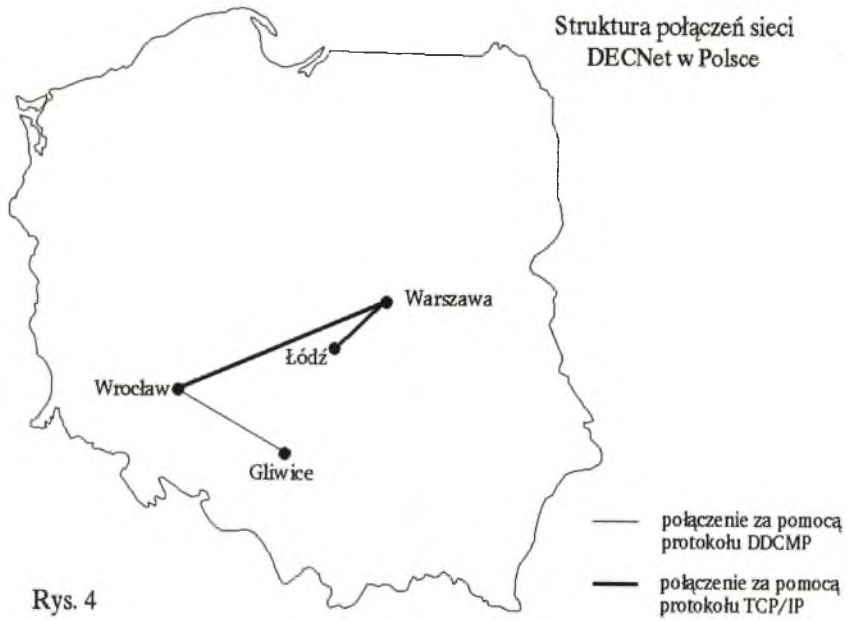 Struktura połączeń sieci
DECNet w Polsce
Warszawa
Łódź
Wrocław
Gliwice
połączenie za pomocą
protokołu DDCMP
połączenie za pomocą
protokołu TCP/IP
Rys. 4